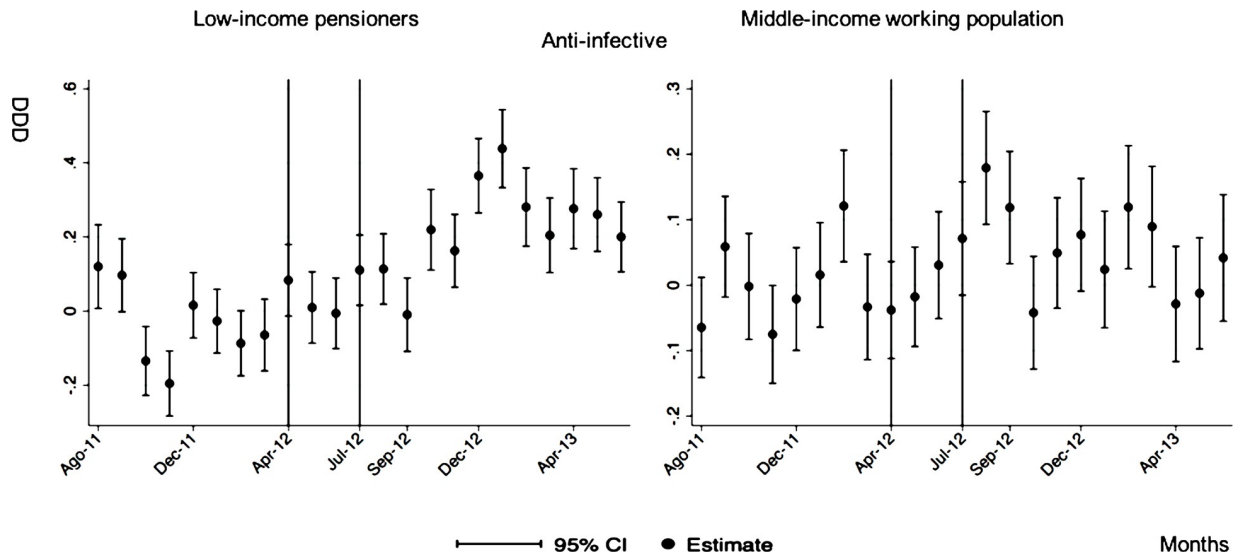 Low-income pensioners Middle-income working population
Anti-infective
DDD
.6
.4
.2
0
-.2
Ago-11 Dec-11 Apr-12 Jul-12 Sep-12 Dec-12 Apr-13
.3
.2
.1
0
-.1
-.2
Ago-11 Dec-11 Apr-12 Jul-12 Sep-12 Dec-12 Apr-13
95% CI Estimate Months